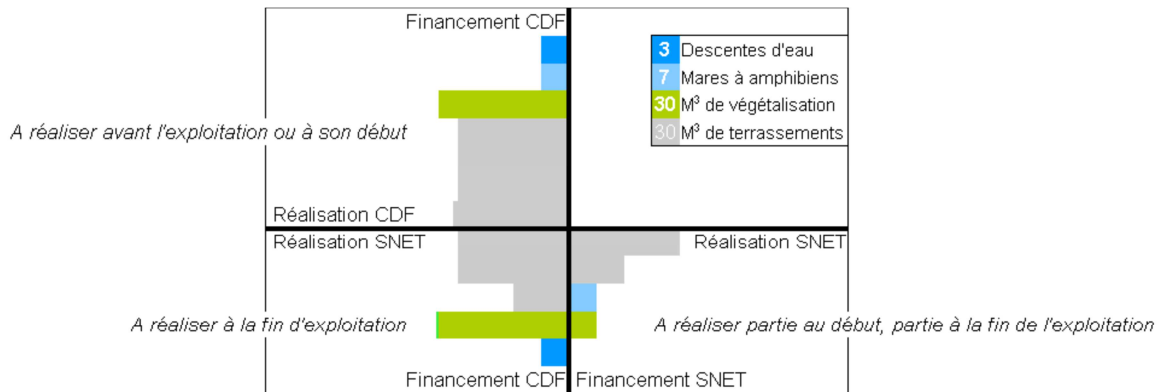 Financement CDF
3 Descentes d'eau
7 Mares à amphibiens
30 M³ de végétalisation
A réaliser avant l'exploitation ou à son début
30 M³ de terrassements
Réalisation CDF
Réalisation SNET
Réalisation SNET
A réaliser à la fin d'exploitation
A réaliser partie au début, partie à la fin de l'exploitation
Financement CDF
Financement SNET